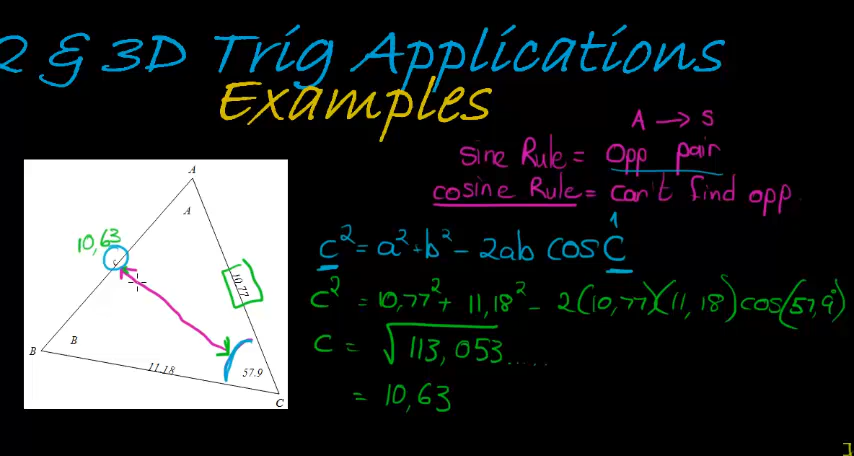 2 & 3D Trig Applications
Examples
A → S
sine Rule = Opp pair
cosine Rule = can't find opp.
c² = a² + b² - 2ab cos Ĉ
c² = 10,77² + 11,18² - 2(10,77)(11,18) cos(57,9°)
c = √113,053.....
= 10,63
A
A
10,63
c
10.77
B
B
11.18
57.9
C